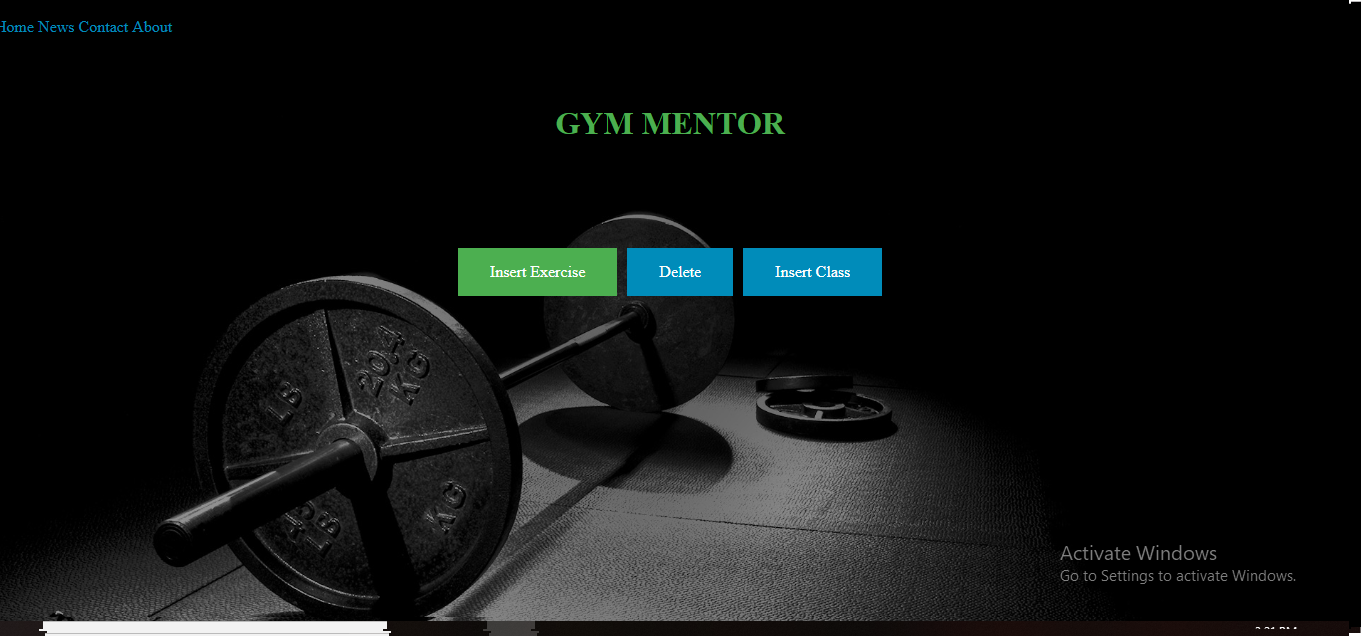 Home News Contact About
GYM MENTOR
Insert Exercise Delete Insert Class
20.4
KG
LB
KG
LB
Activate Windows
Go to Settings to activate Windows.